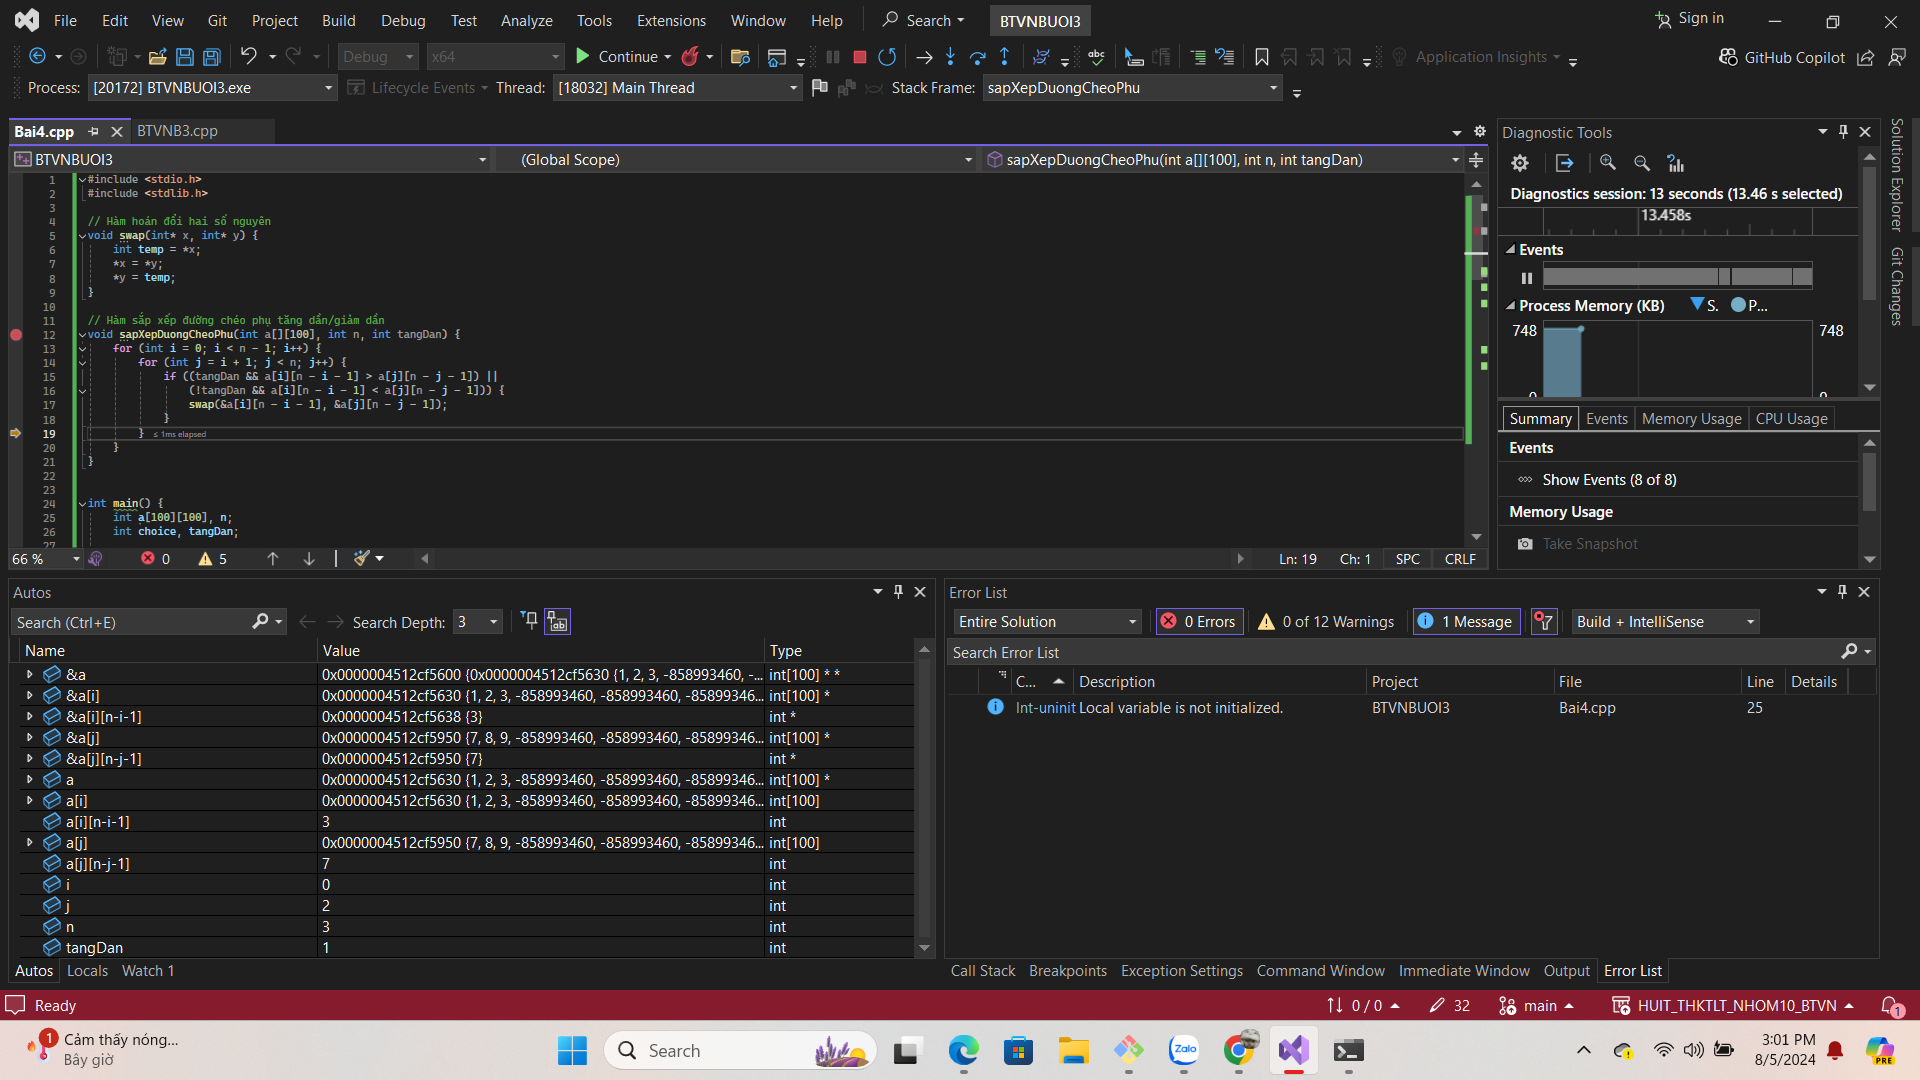 File Edit View Git Project Build Debug Test Analyze Tools Extensions Window Help Search BTVNBUOI3 Sign in
Debug x64 Continue Application Insights GitHub Copilot
Process: [20172] BTVNBUOI3.exe Lifecycle Events Thread: [18032] Main Thread Stack Frame: sapXepDuongCheoPhu
Bai4.cpp BTVNB3.cpp
BTVNBUOI3 (Global Scope) sapXepDuongCheoPhu(int a[][100], int n, int tangDan)
1 #include <stdio.h>
2 #include <stdlib.h>
3
4 // Hàm hoán đổi hai số nguyên
5 void swap(int* x, int* y) {
6 int temp = *x;
7 *x = *y;
8 *y = temp;
9 }
10
11 // Hàm sắp xếp đường chéo phụ tăng dần/giảm dần
12 void sapXepDuongCheoPhu(int a[][100], int n, int tangDan) {
13 for (int i = 0; i < n - 1; i++) {
14 for (int j = i + 1; j < n; j++) {
15 if ((tangDan && a[i][n - i - 1] > a[j][n - j - 1]) ||
16 (!tangDan && a[i][n - i - 1] < a[j][n - j - 1])) {
17 swap(&a[i][n - i - 1], &a[j][n - j - 1]);
18 }
19 } ≤ 1ms elapsed
20 }
21 }
22
23
24 int main() {
25 int a[100][100], n;
26 int choice, tangDan;
27
66 % 0 5 Ln: 19 Ch: 1 SPC CRLF
Diagnostic Tools
Diagnostics session: 13 seconds (13.46 s selected)
13.458s
Events
Process Memory (KB) S. P...
748 748
0 0
Summary Events Memory Usage CPU Usage
Events
Show Events (8 of 8)
Memory Usage
Take Snapshot
Solution Explorer
Git Changes
Autos
Search (Ctrl+E) Search Depth: 3
Name Value Type
&a 0x0000004512cf5600 {0x0000004512cf5630 {1, 2, 3, -858993460, -... int[100] * *
&a[i] 0x0000004512cf5630 {1, 2, 3, -858993460, -858993460, -85899346... int[100] *
&a[i][n-i-1] 0x0000004512cf5638 {3} int *
&a[j] 0x0000004512cf5950 {7, 8, 9, -858993460, -858993460, -85899346... int[100] *
&a[j][n-j-1] 0x0000004512cf5950 {7} int *
a 0x0000004512cf5630 {1, 2, 3, -858993460, -858993460, -85899346... int[100] *
a[i] 0x0000004512cf5630 {1, 2, 3, -858993460, -858993460, -85899346... int[100]
a[i][n-i-1] 3 int
a[j] 0x0000004512cf5950 {7, 8, 9, -858993460, -858993460, -85899346... int[100]
a[j][n-j-1] 7 int
i 0 int
j 2 int
n 3 int
tangDan 1 int
Autos Locals Watch 1
Error List
Entire Solution 0 Errors 0 of 12 Warnings 1 Message Build + IntelliSense
Search Error List
C... Description Project File Line Details
Int-uninit Local variable is not initialized. BTVNBUOI3 Bai4.cpp 25
Call Stack Breakpoints Exception Settings Command Window Immediate Window Output Error List
Ready 0 / 0 32 main HUIT_THKTLT_NHOM10_BTVN 1
1 Cảm thấy nóng...
Bây giờ
Search
Zalo
3:01 PM
8/5/2024
PRE